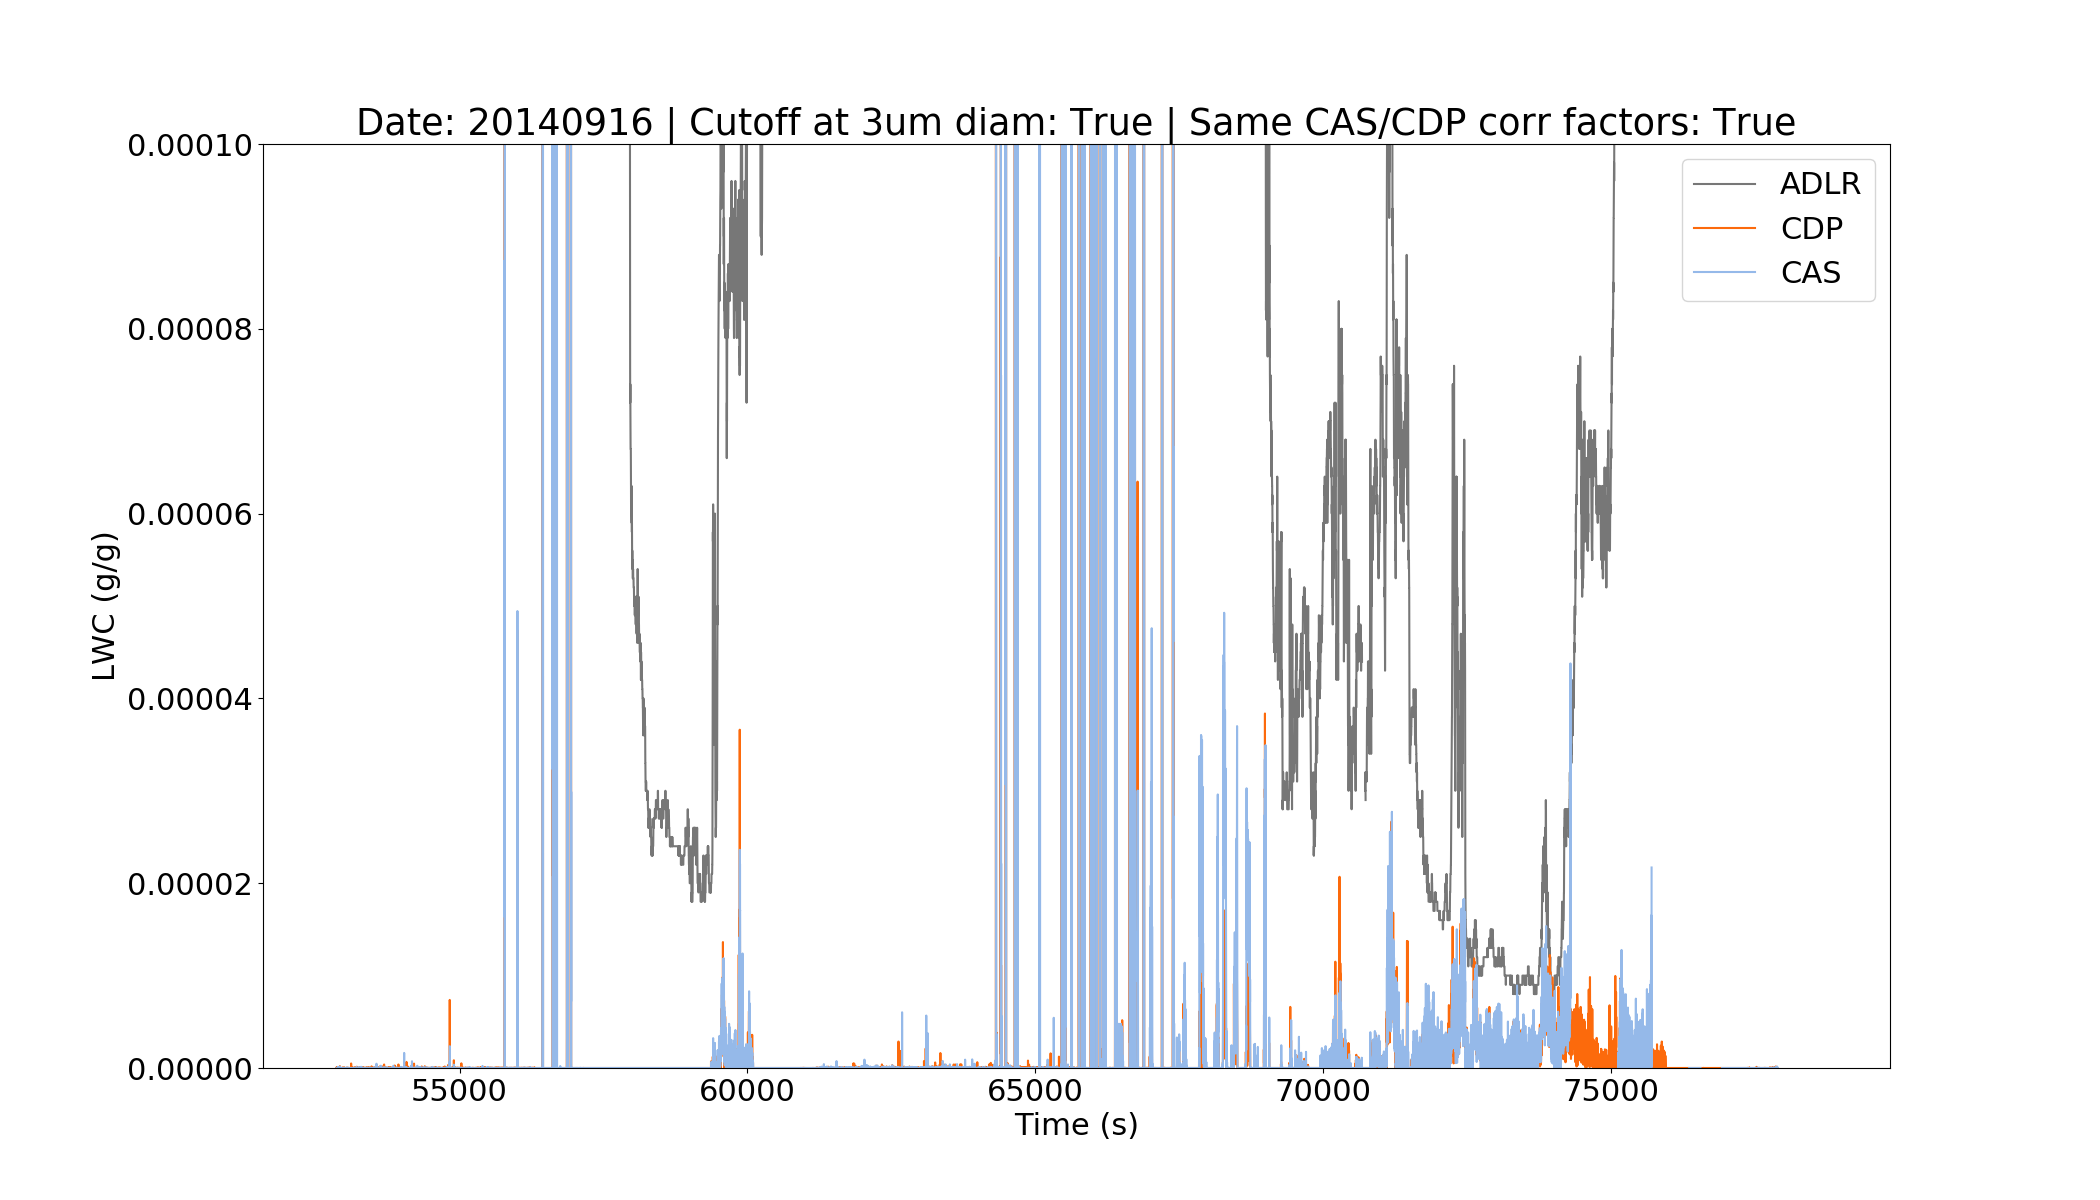 Date: 20140916 | Cutoff at 3um diam: True | Same CAS/CDP corr factors: True
0.00010
0.00008
0.00006
0.00004
0.00002
0.00000
LWC (g/g)
ADLR
CDP
CAS
55000 60000 65000 70000 75000
Time (s)